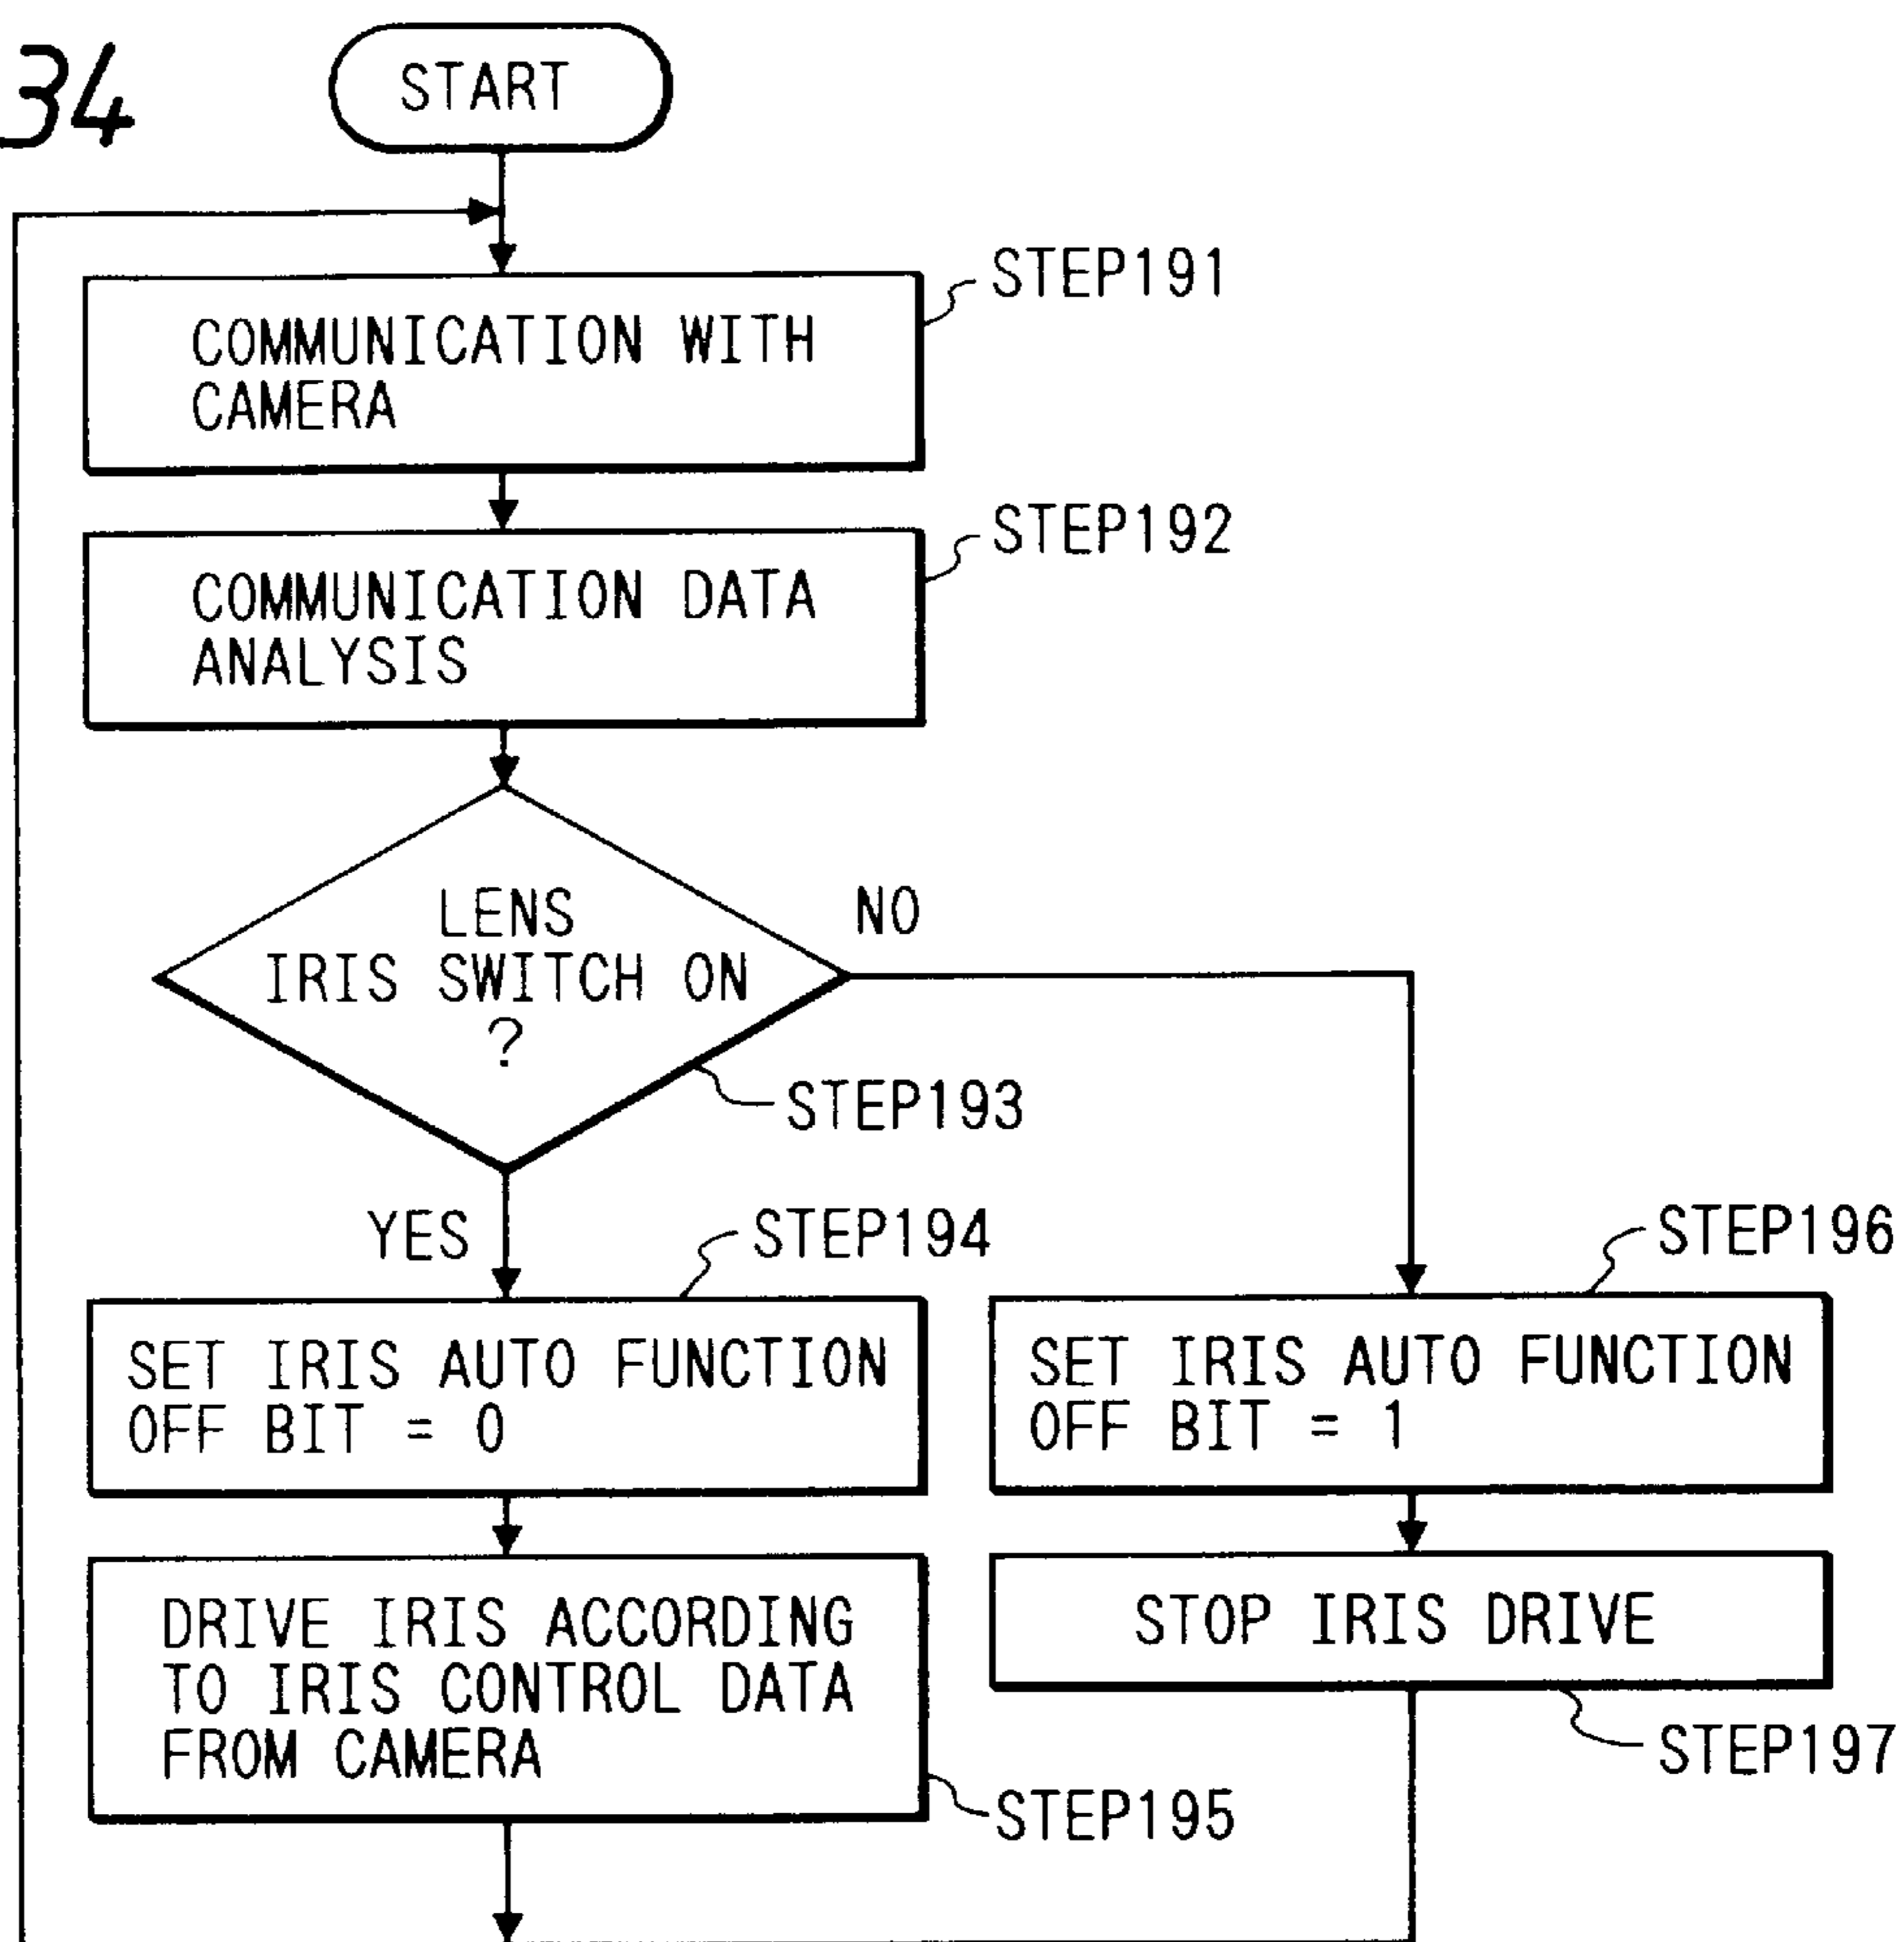 34
START
STEP191
COMMUNICATION WITH
CAMERA
STEP192
COMMUNICATION DATA
ANALYSIS
LENS
IRIS SWITCH ON
?
NO
STEP193
YES
STEP194
STEP196
SET IRIS AUTO FUNCTION
OFF BIT = 0
SET IRIS AUTO FUNCTION
OFF BIT = 1
DRIVE IRIS ACCORDING
TO IRIS CONTROL DATA
FROM CAMERA
STEP195
STOP IRIS DRIVE
STEP197